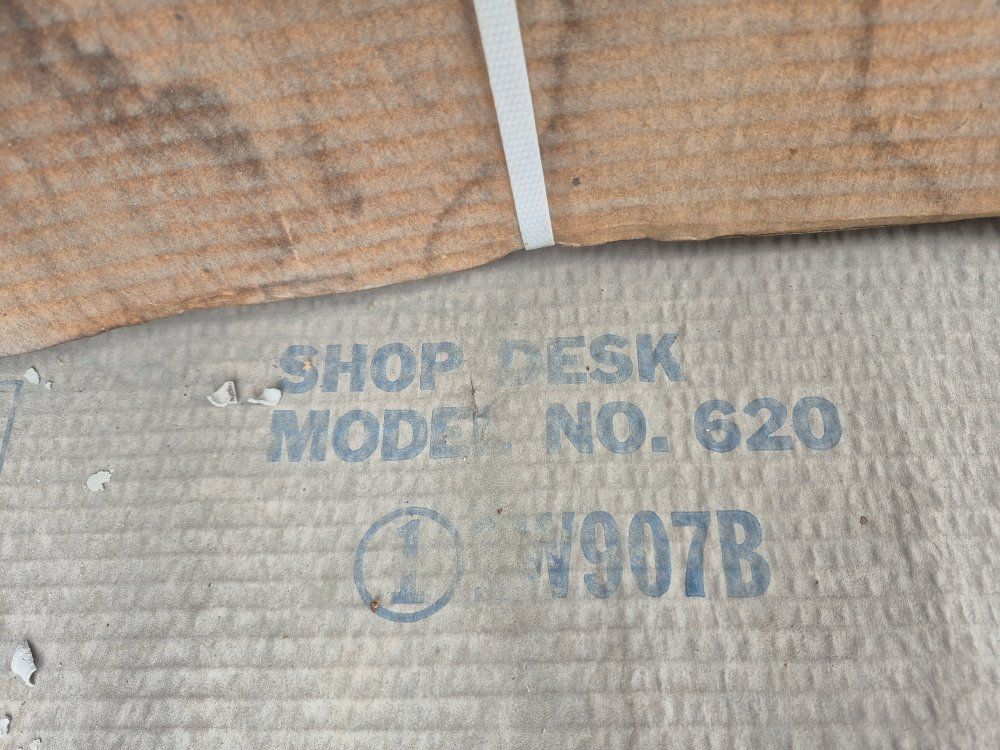 SHOP DESK
MODEL NO. 620
1